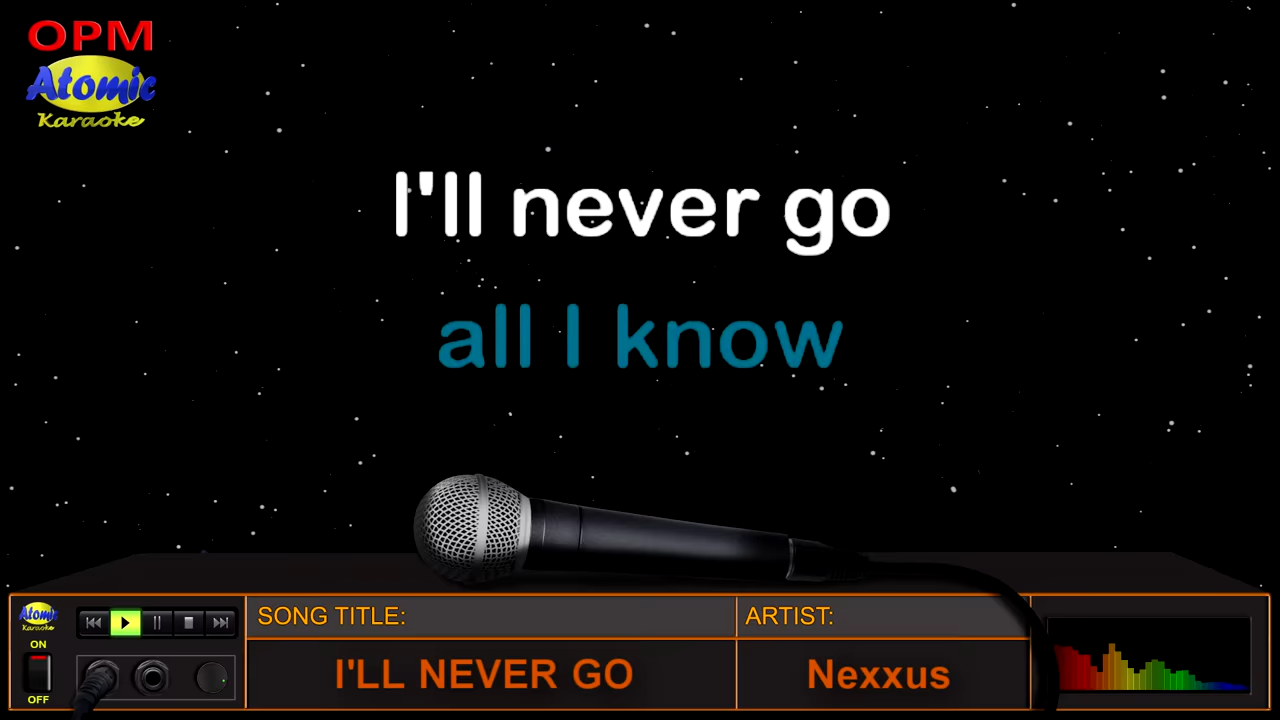 OPM
Atomic
Karaoke
I'll never go
all I know
Atomic
Karaoke
ON
OFF
SONG TITLE:
ARTIST:
I'LL NEVER GO
Nexxus